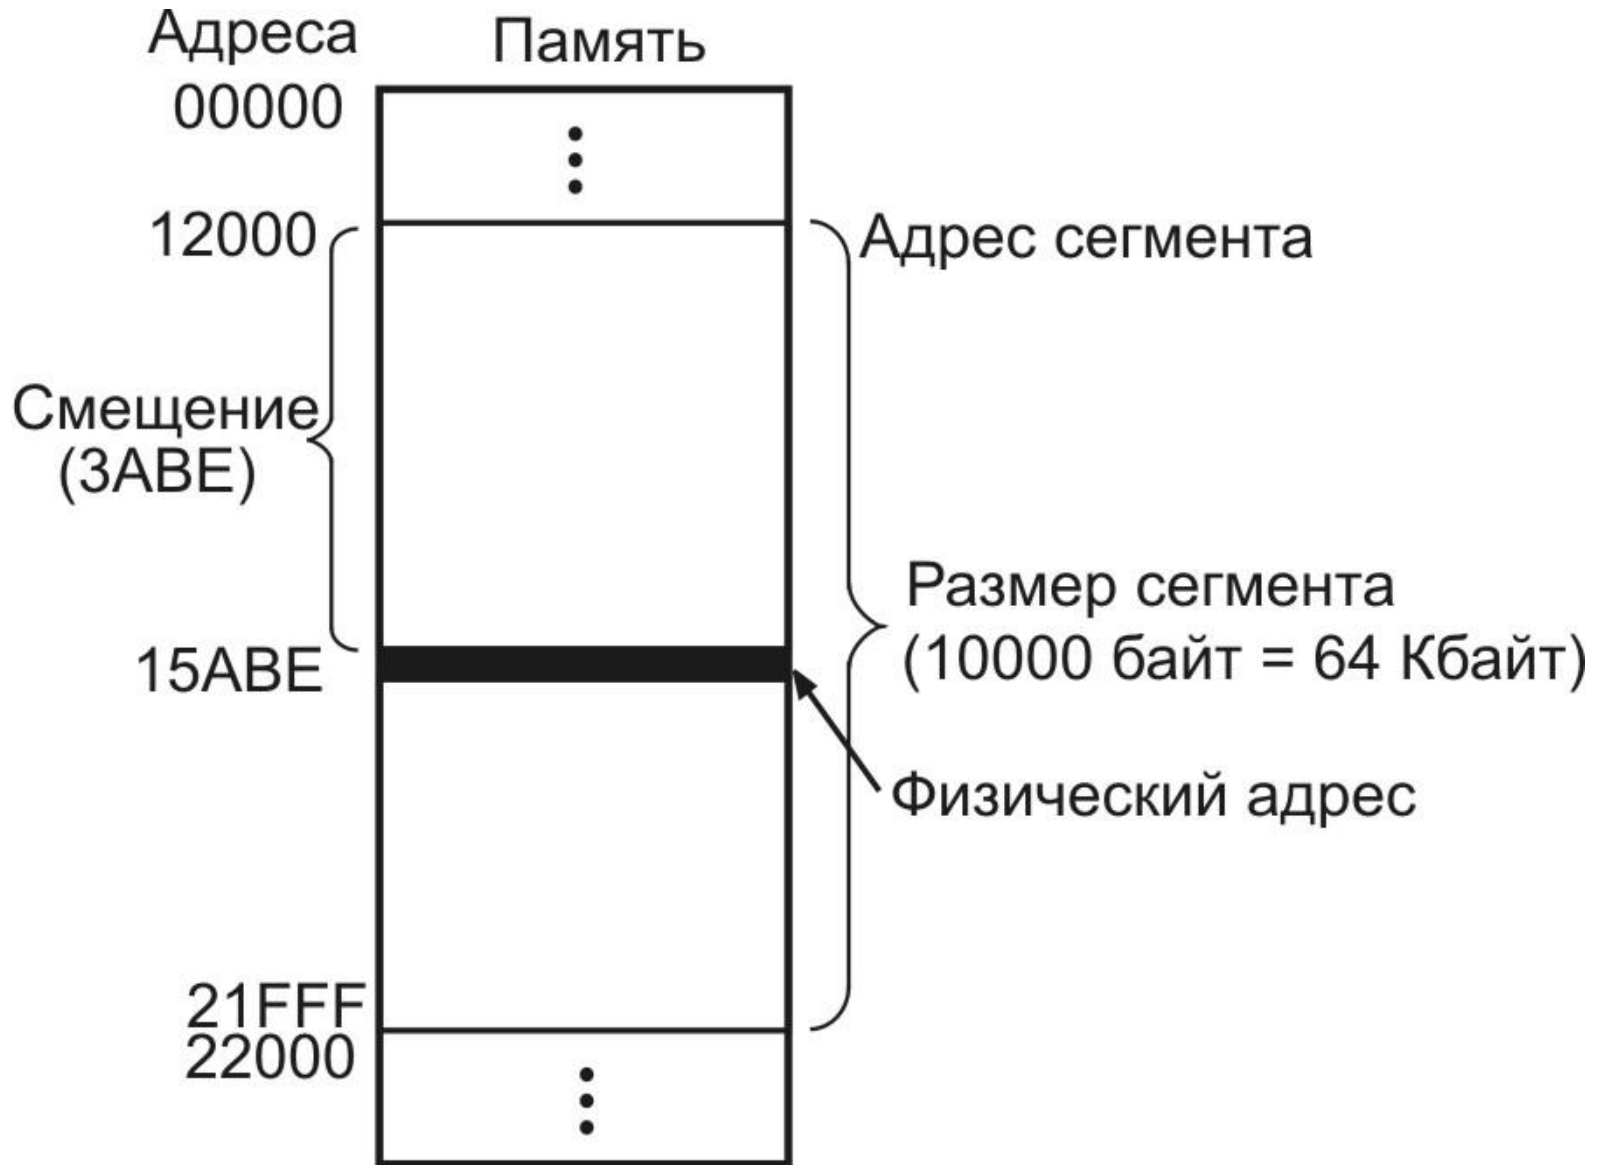 Адреса
Память
00000
12000
Адрес сегмента
Смещение
(3ABE)
Размер сегмента
(10000 байт = 64 Кбайт)
15ABE
Физический адрес
21FFF
22000